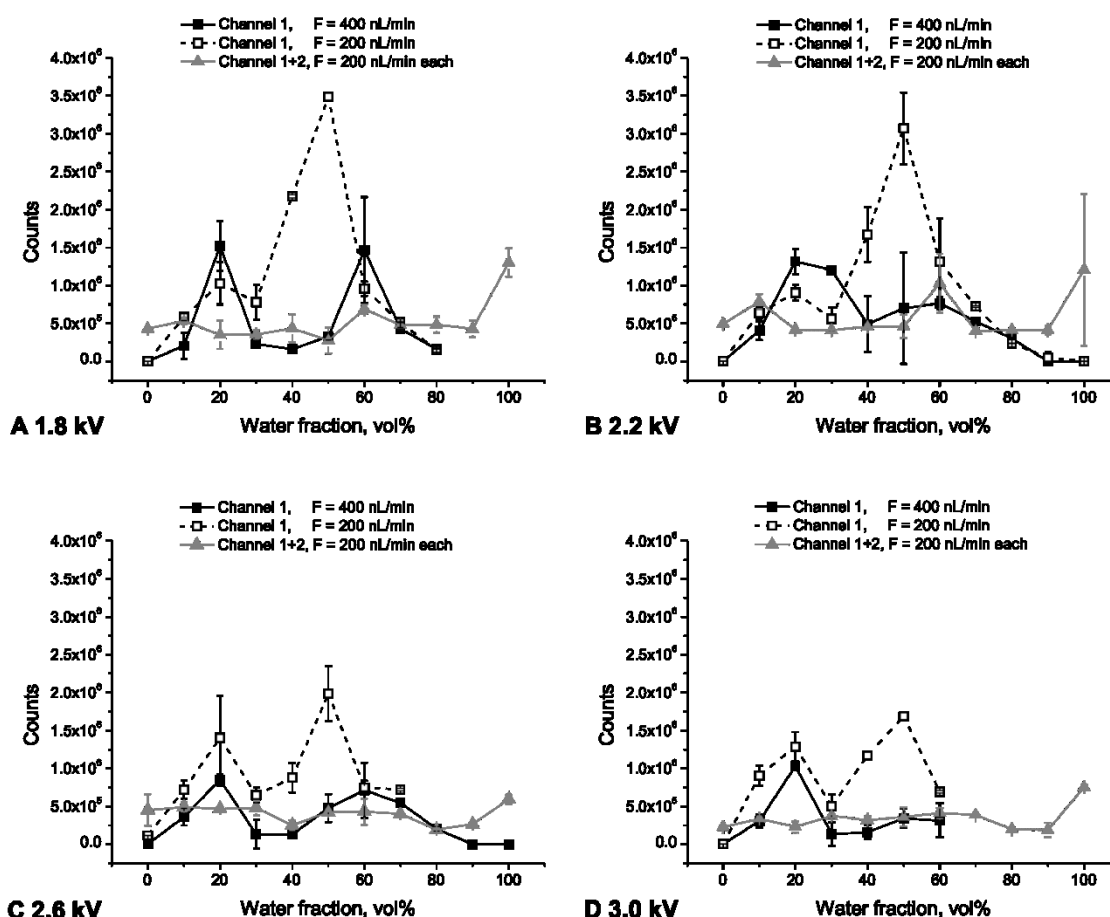 Channel 1, F = 400 nL/min
Channel 1, F = 200 nL/min
Channel 1+2, F = 200 nL/min each
4.0x10⁶
3.5x10⁶
3.0x10⁶
2.5x10⁶
2.0x10⁶
1.5x10⁶
1.0x10⁶
5.0x10⁵
0.0
Counts
0 20 40 60 80 100
Water fraction, vol%
A 1.8 kV
Channel 1, F = 400 nL/min
Channel 1, F = 200 nL/min
Channel 1+2, F = 200 nL/min each
4.0x10⁶
3.5x10⁶
3.0x10⁶
2.5x10⁶
2.0x10⁶
1.5x10⁶
1.0x10⁶
5.0x10⁵
0.0
Counts
0 20 40 60 80 100
Water fraction, vol%
B 2.2 kV
Channel 1, F = 400 nL/min
Channel 1, F = 200 nL/min
Channel 1+2, F = 200 nL/min each
4.0x10⁶
3.5x10⁶
3.0x10⁶
2.5x10⁶
2.0x10⁶
1.5x10⁶
1.0x10⁶
5.0x10⁵
0.0
Counts
0 20 40 60 80 100
Water fraction, vol%
C 2.6 kV
Channel 1, F = 400 nL/min
Channel 1, F = 200 nL/min
Channel 1+2, F = 200 nL/min each
4.0x10⁶
3.5x10⁶
3.0x10⁶
2.5x10⁶
2.0x10⁶
1.5x10⁶
1.0x10⁶
5.0x10⁵
0.0
Counts
0 20 40 60 80 100
Water fraction, vol%
D 3.0 kV